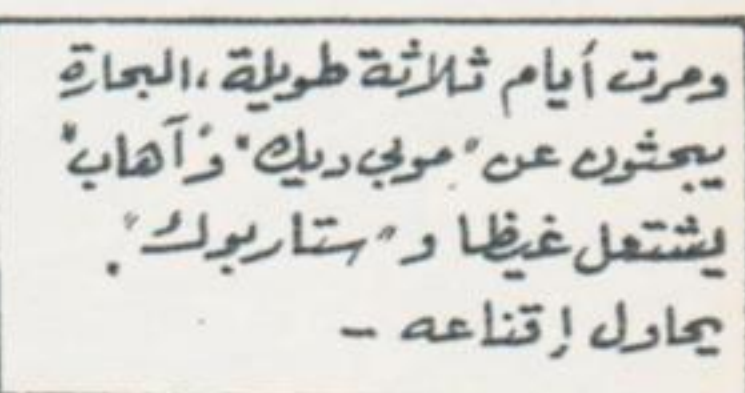 ومرت أيام ثلاثة طويلة ، البحارة
يبحثون عن "موبي ديك" و"آهاب"
يشتعل غيظا و "ستاربوك" .
يحاول إقناعه –